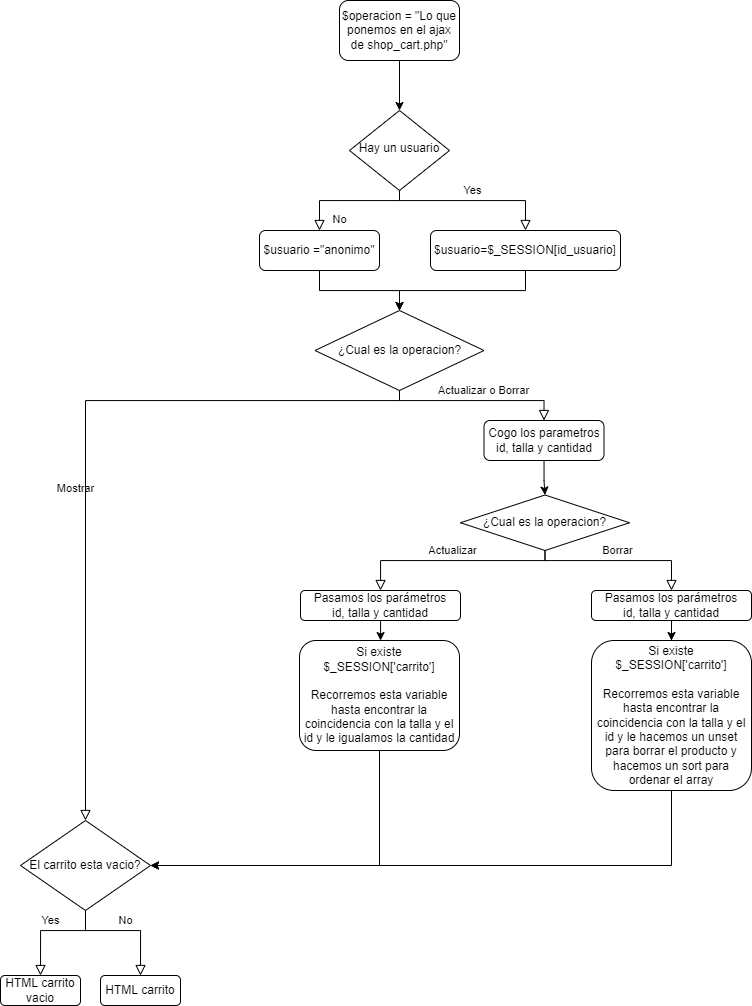 $operacion = "Lo que
ponemos en el ajax
de shop_cart.php"
Hay un usuario
Yes
No
$usuario ="anonimo"
$usuario=$_SESSION[id_usuario]
¿Cual es la operacion?
Actualizar o Borrar
Cogo los parametros
id, talla y cantidad
Mostrar
¿Cual es la operacion?
Actualizar
Borrar
Pasamos los parámetros
id, talla y cantidad
Pasamos los parámetros
id, talla y cantidad
Si existe
$_SESSION['carrito']
Recorremos esta variable
hasta encontrar la
coincidencia con la talla y el
id y le igualamos la cantidad
Si existe
$_SESSION['carrito']
Recorremos esta variable
hasta encontrar la
coincidencia con la talla y el
id y le hacemos un unset
para borrar el producto y
hacemos un sort para
ordenar el array
El carrito esta vacio?
Yes
No
HTML carrito
vacio
HTML carrito